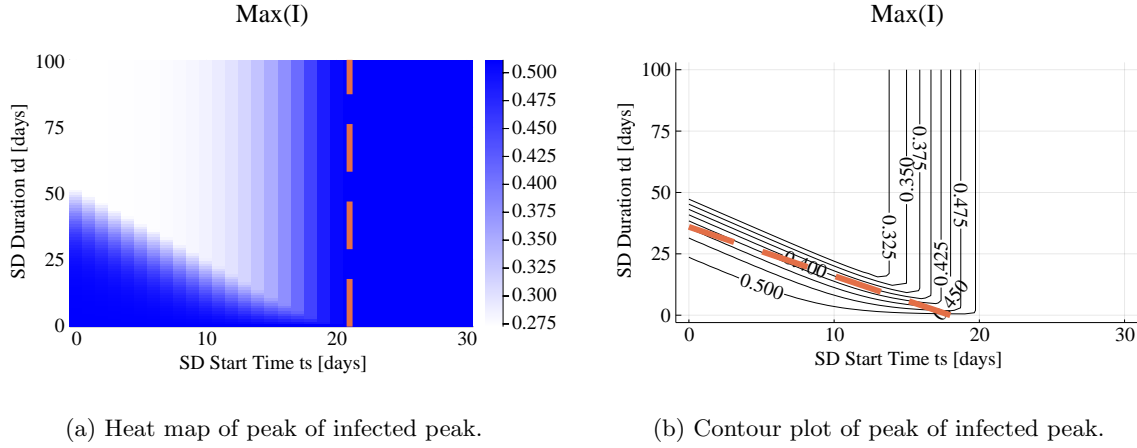 Max(I)
100
75
50
25
0
SD Duration td [days]
0 10 20 30
SD Start Time ts [days]
0.500
0.475
0.450
0.425
0.400
0.375
0.350
0.325
0.300
0.275
(a) Heat map of peak of infected peak.
Max(I)
100
75
50
25
0
SD Duration td [days]
0.375
0.350
0.475
0.325
0.425
0.400
0.450
0.500
0 10 20 30
SD Start Time ts [days]
(b) Contour plot of peak of infected peak.